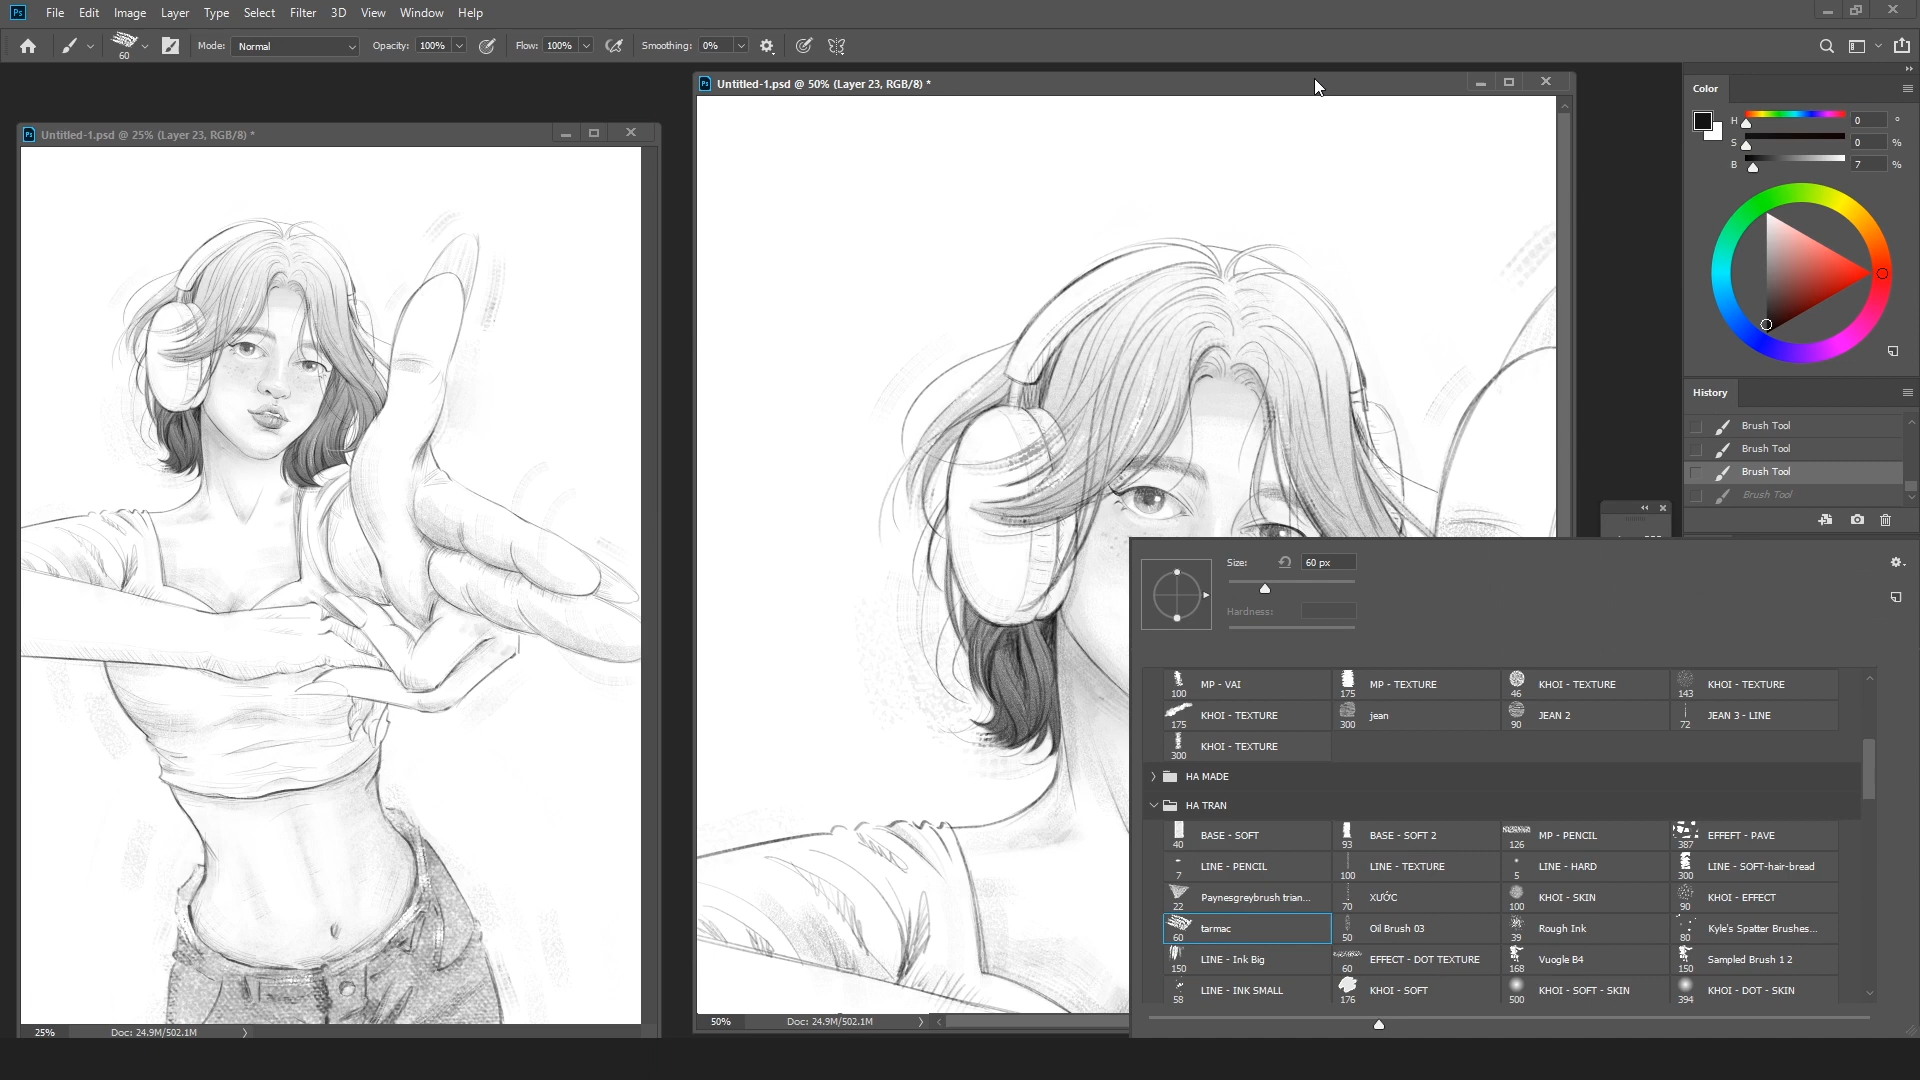 Ps File Edit Image Layer Type Select Filter 3D View Window Help
60 Mode: Normal Opacity: 100% Flow: 100% Smoothing: 0%
Ps Untitled-1.psd @ 25% (Layer 23, RGB/8) *
25% Doc: 24.9M/502.1M
Ps Untitled-1.psd @ 50% (Layer 23, RGB/8) *
50% Doc: 24.9M/502.1M
Color
H 0 °
S 0 %
B 7 %
History
Brush Tool
Brush Tool
Brush Tool
Brush Tool
Size: 60 px
Hardness:
100 MP - VAI 175 MP - TEXTURE 46 KHOI - TEXTURE 143 KHOI - TEXTURE
175 KHOI - TEXTURE 300 jean 90 JEAN 2 72 JEAN 3 - LINE
300 KHOI - TEXTURE
HA MADE
HA TRAN
40 BASE - SOFT 93 BASE - SOFT 2 126 MP - PENCIL 387 EFFEFT - PAVE
7 LINE - PENCIL 100 LINE - TEXTURE 5 LINE - HARD 300 LINE - SOFT-hair-bread
22 Paynesgreybrush trian... 70 XƯỚC 100 KHOI - SKIN 90 KHOI - EFFECT
60 tarmac 50 Oil Brush 03 39 Rough Ink 80 Kyle's Spatter Brushes...
150 LINE - Ink Big 60 EFFECT - DOT TEXTURE 168 Vuogle B4 150 Sampled Brush 1 2
58 LINE - INK SMALL 176 KHOI - SOFT 500 KHOI - SOFT - SKIN 394 KHOI - DOT - SKIN